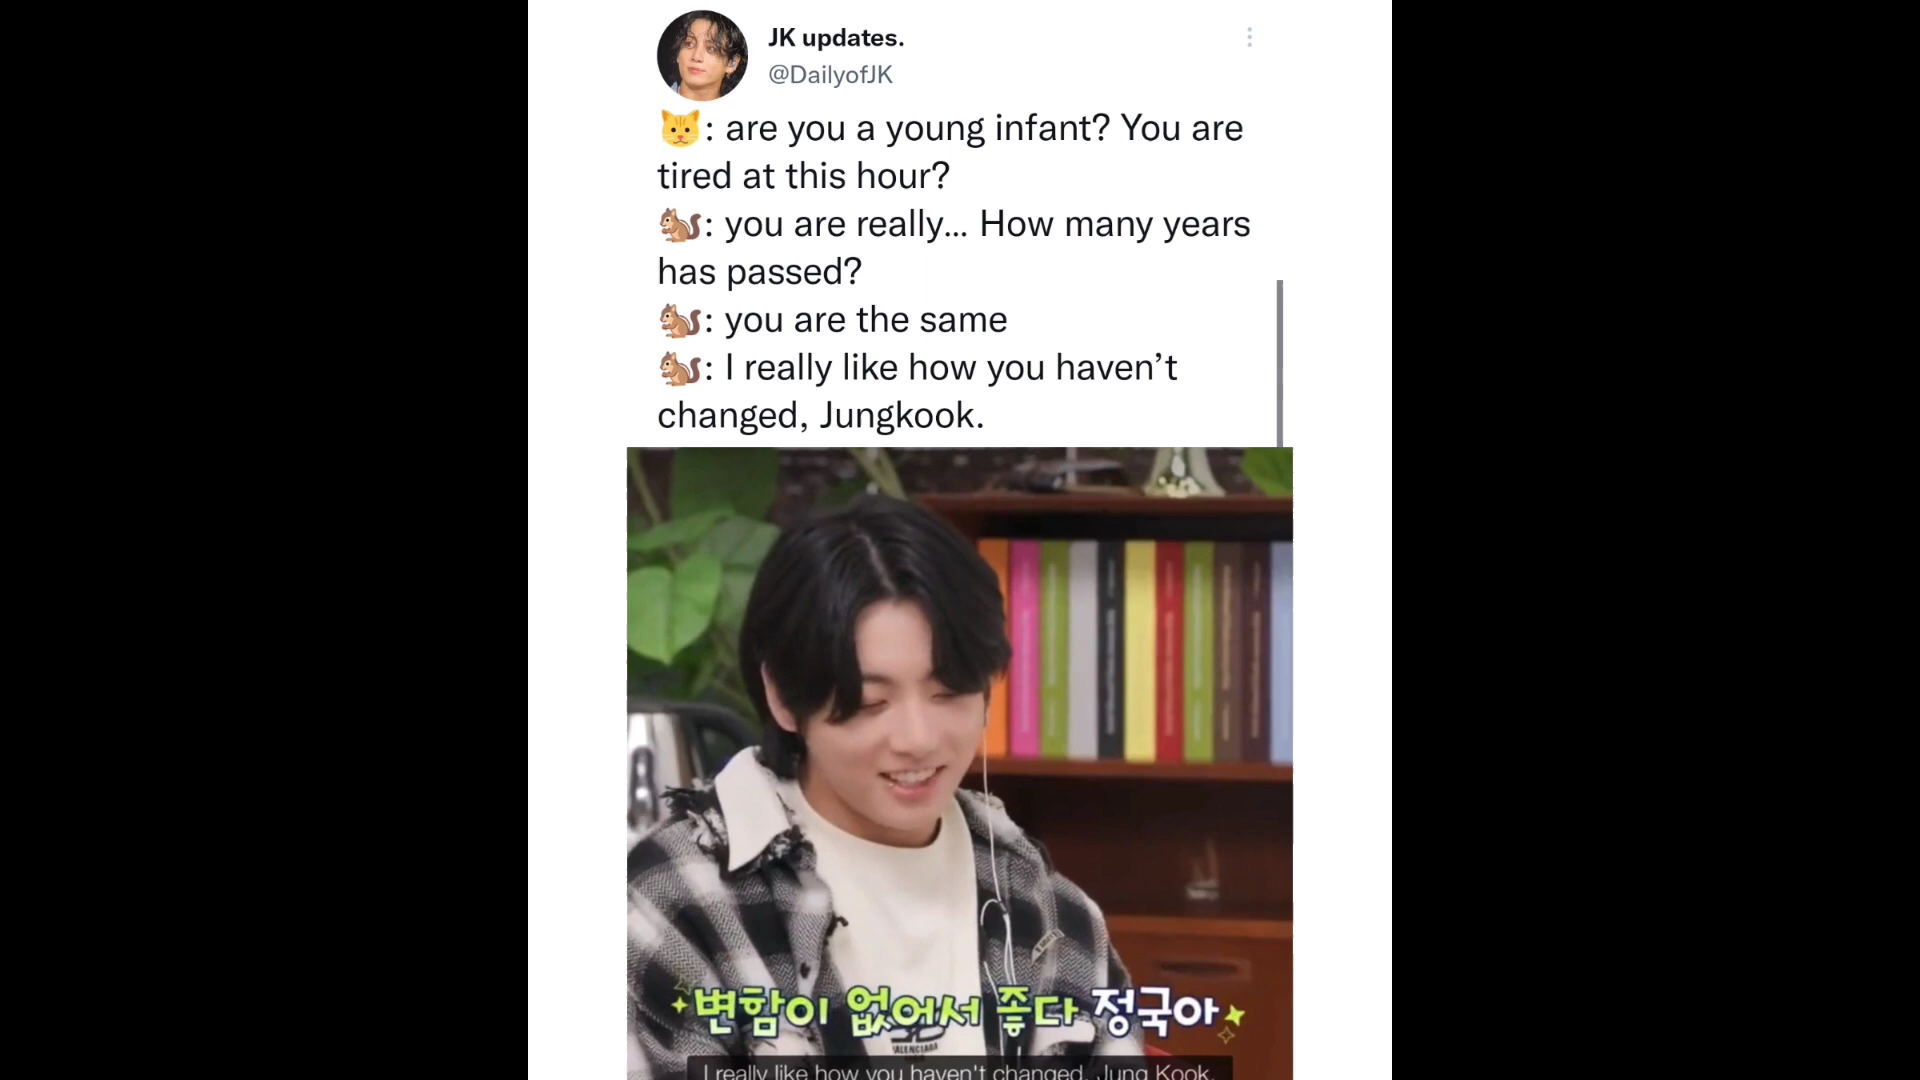 JK updates.
@DailyofJK
🐱: are you a young infant? You are
tired at this hour?
🐿️: you are really... How many years
has passed?
🐿️: you are the same
🐿️: I really like how you haven’t
changed, Jungkook.
변함이 없어서 좋다 정국아
BALENCIAGA
I really like how you haven't changed, Jung Kook.